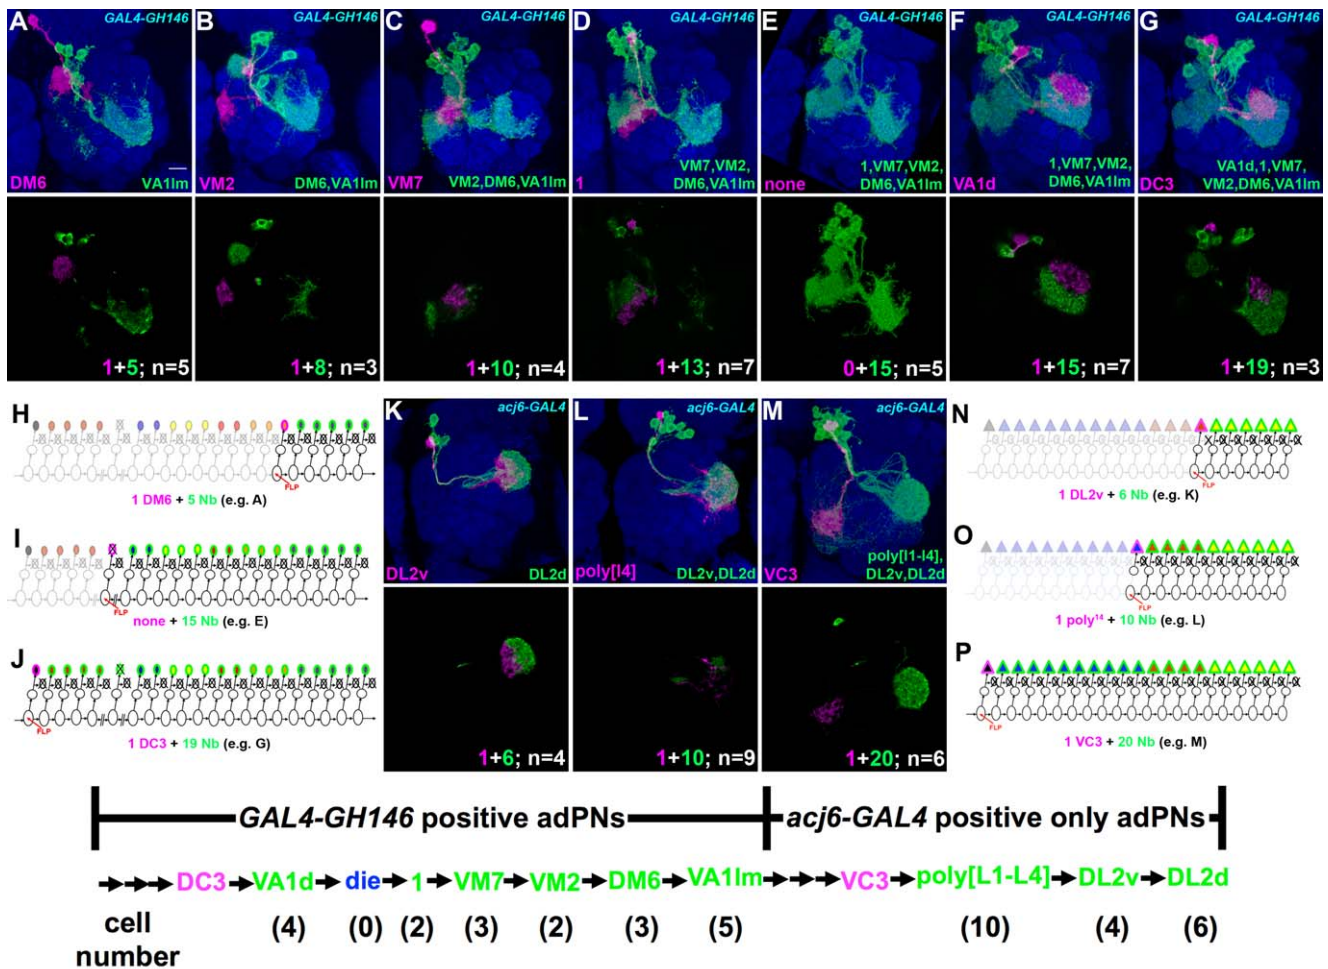 A GAL4-GH146
DM6 VA1lm
1+5; n=5
B GAL4-GH146
VM2 DM6,VA1lm
1+8; n=3
C GAL4-GH146
VM7 VM2,DM6,VA1lm
1+10; n=4
D GAL4-GH146
VM7,VM2,
1 DM6,VA1lm
1+13; n=7
E GAL4-GH146
1,VM7,VM2,
none DM6,VA1lm
0+15; n=5
F GAL4-GH146
1,VM7,VM2,
VA1d DM6,VA1lm
1+15; n=7
G GAL4-GH146
VA1d,1,VM7,
DC3 VM2,DM6,VA1lm
1+19; n=3
H
FLP
1 DM6 + 5 Nb (e.g. A)
I
FLP
none + 15 Nb (e.g. E)
J
FLP
1 DC3 + 19 Nb (e.g. G)
K acj6-GAL4
DL2v DL2d
1+6; n=4
L acj6-GAL4
poly[l4] DL2v,DL2d
1+10; n=9
M acj6-GAL4
poly[l1-l4],
VC3 DL2v,DL2d
1+20; n=6
N
FLP
1 DL2v + 6 Nb (e.g. K)
O
FLP
1 poly¹⁴ + 10 Nb (e.g. L)
P
FLP
1 VC3 + 20 Nb (e.g. M)
GAL4-GH146 positive adPNs acj6-GAL4 positive only adPNs
DC3 VA1d die 1 VM7 VM2 DM6 VA1lm VC3 poly[L1-L4] DL2v DL2d
cell (4) (0) (2) (3) (2) (3) (5) (10) (4) (6)
number